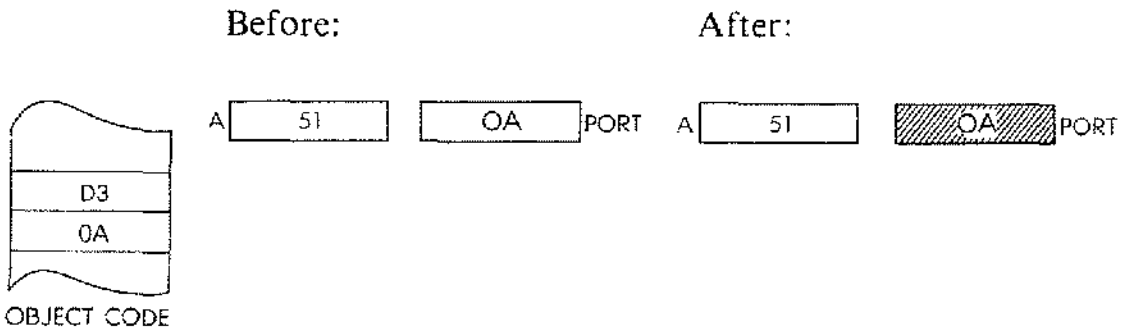 Before: After:
A 51 OA PORT A 51 OA PORT
D3
0A
OBJECT CODE